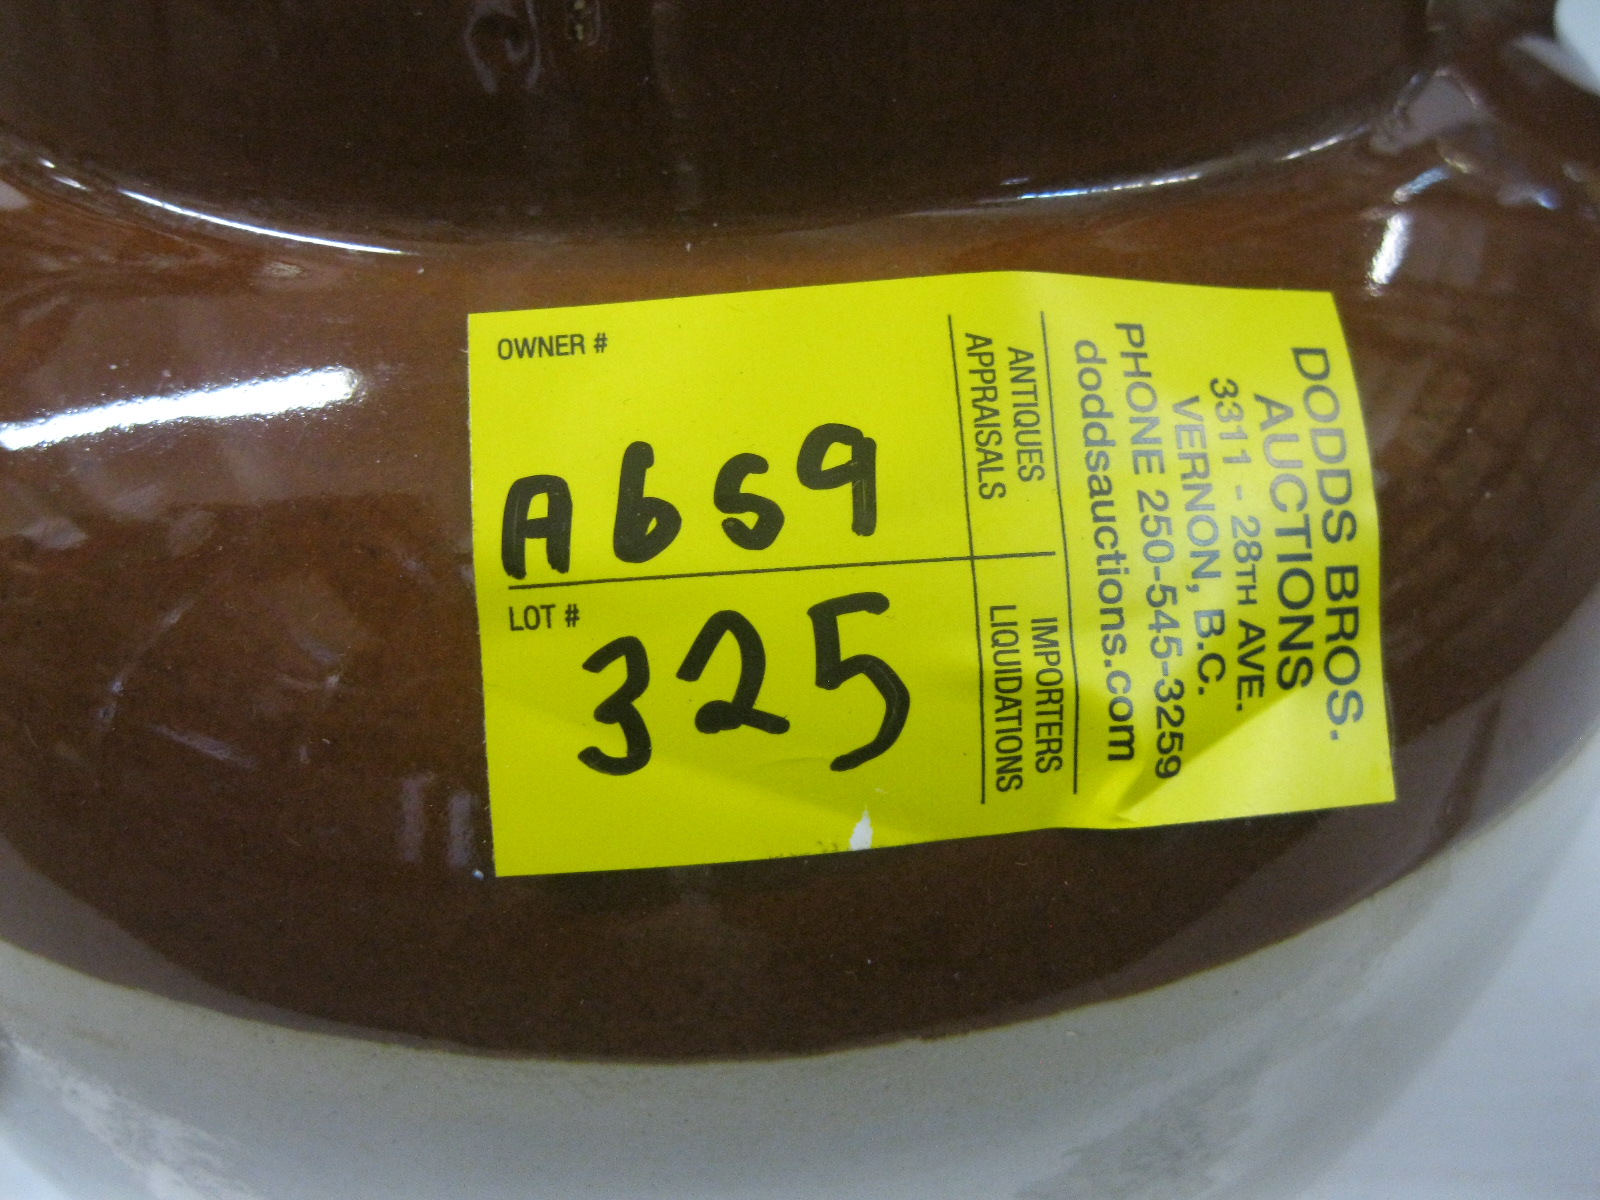 OWNER #
A659
LOT #
325
ANTIQUES
APPRAISALS
IMPORTERS
LIQUIDATIONS
DODDS BROS.
AUCTIONS
3311 - 28TH AVE.
VERNON, B.C.
PHONE 250-545-3259
doddsauctions.com